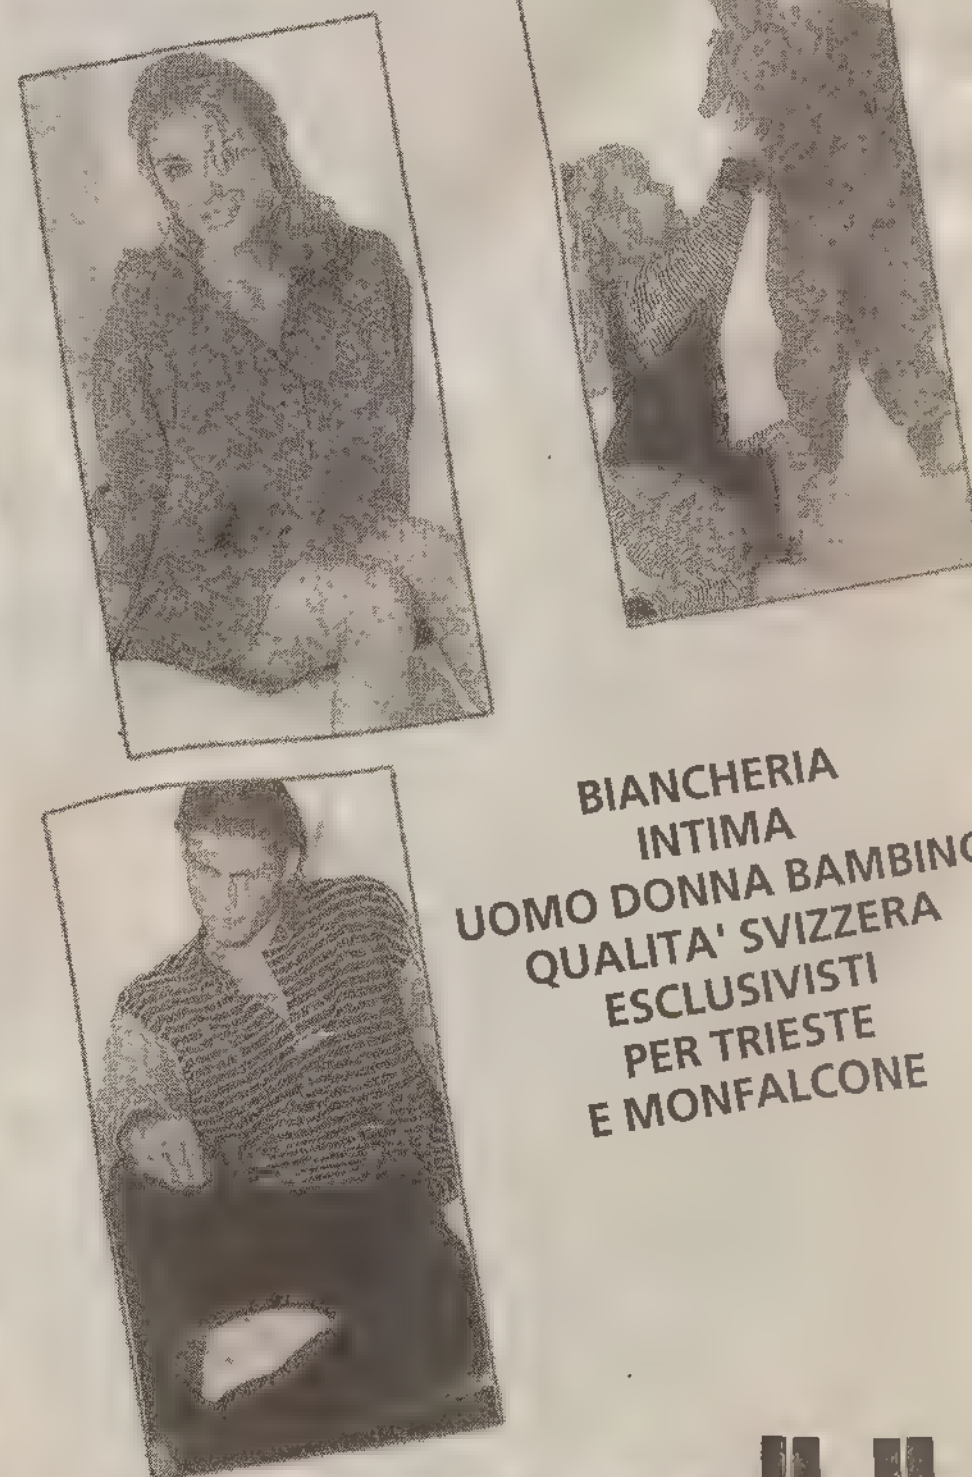 BIANCHERIA
INTIMA
UOMO DONNA BAMBINO
QUALITA' SVIZZERA
ESCLUSIVISTI
PER TRIESTE
E MONFALCONE